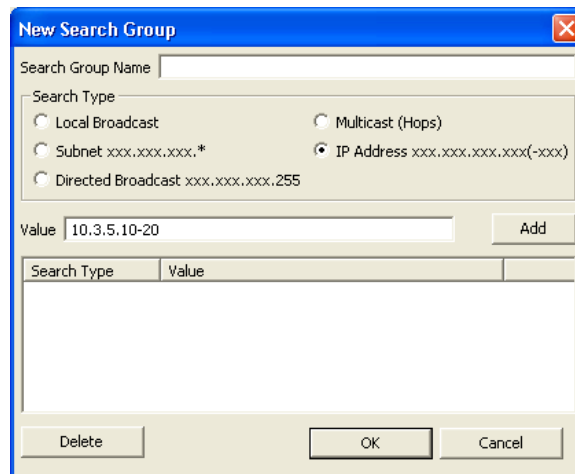 New Search Group
Search Group Name
Search Type
Local Broadcast
Multicast (Hops)
Subnet xxx.xxx.xxx.*
IP Address xxx.xxx.xxx.xxx(-xxx)
Directed Broadcast xxx.xxx.xxx.255
Value 10.3.5.10-20 Add
Search Type Value
Delete OK Cancel